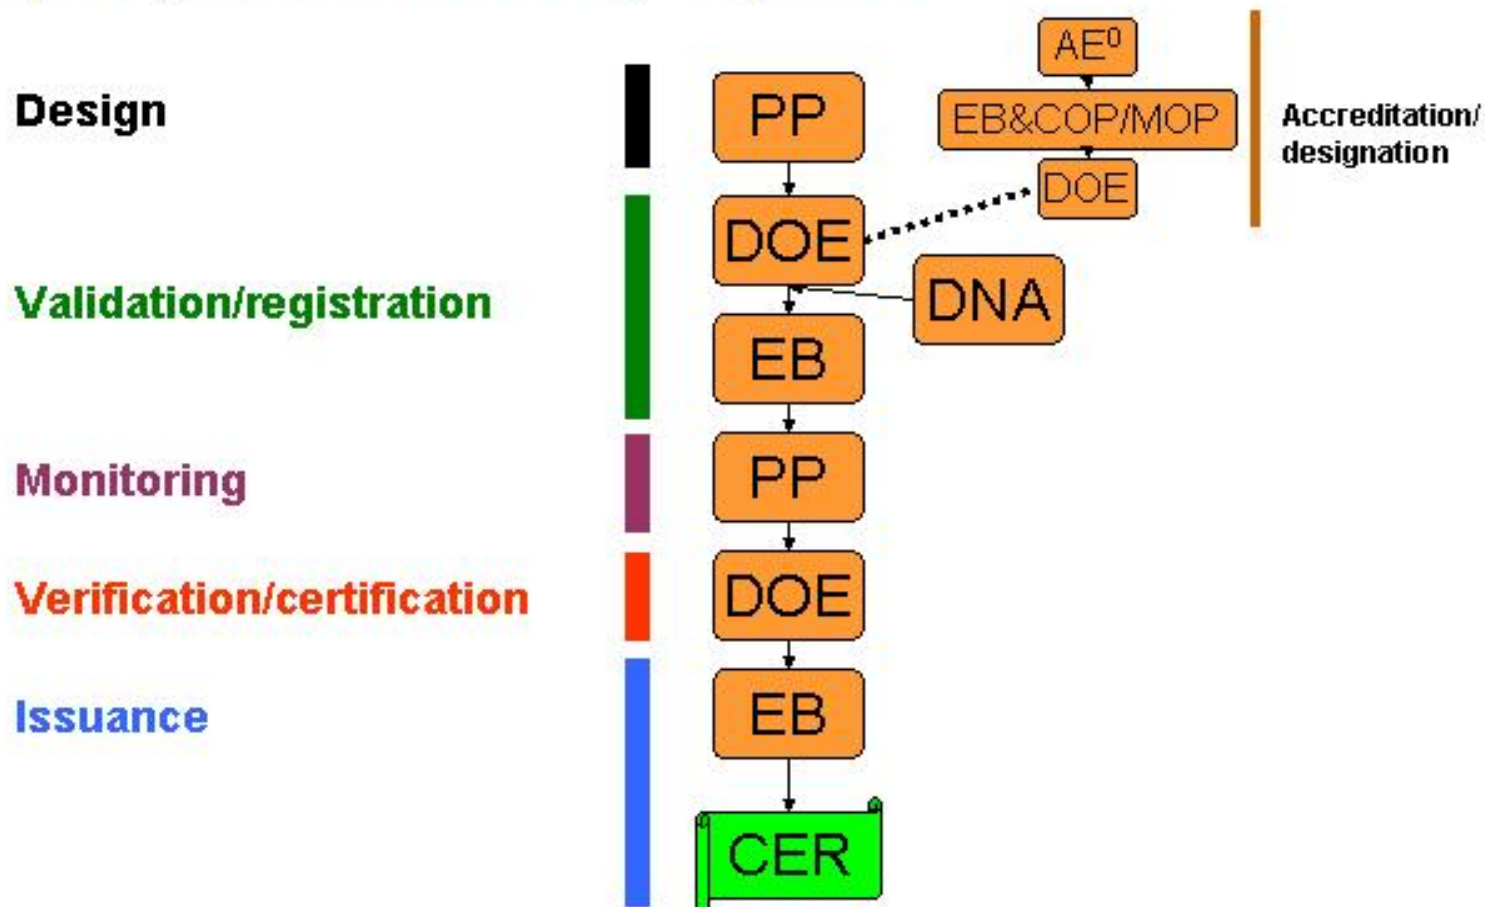 Design
PP
AE⁰
EB&COP/MOP
DOE
Accreditation/
designation
Validation/registration
DOE
DNA
EB
Monitoring
PP
Verification/certification
DOE
Issuance
EB
CER